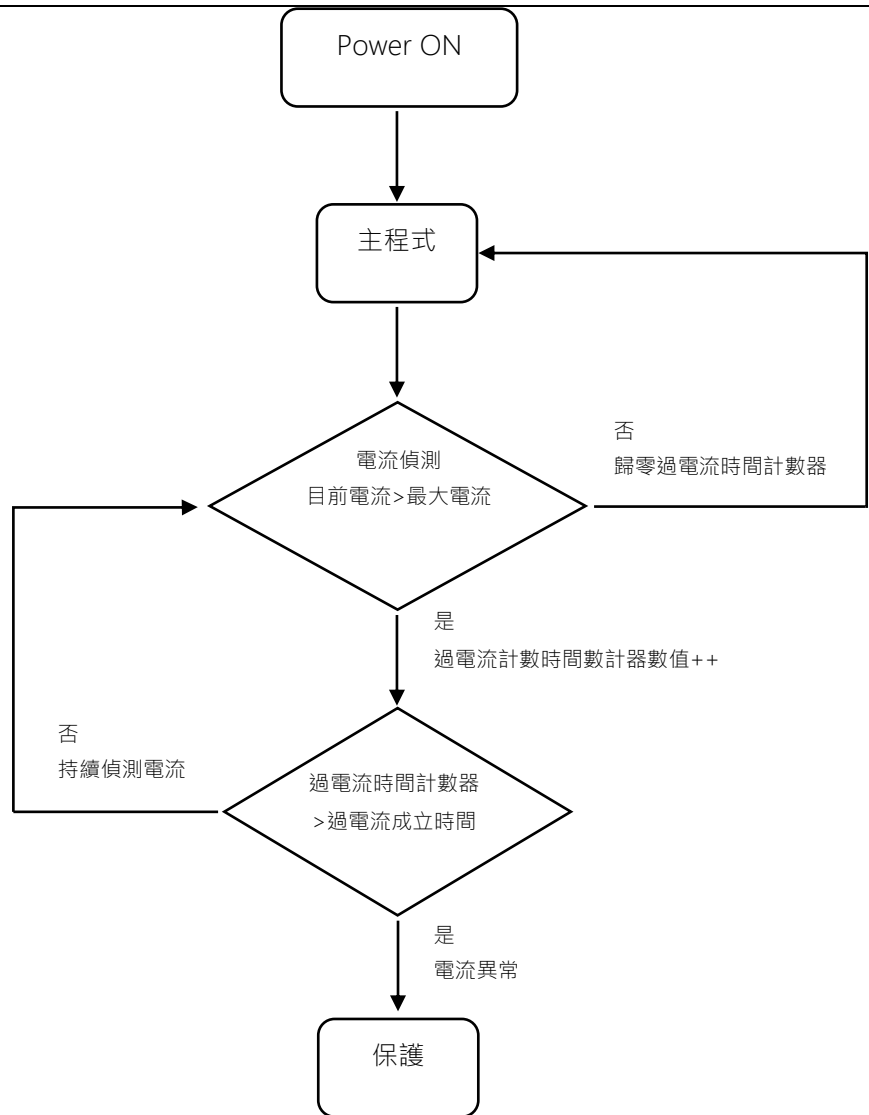 Power ON
主程式
否
歸零過電流時間計數器
電流偵測
目前電流>最大電流
是
過電流計數時間數計器數值++
否
持續偵測電流
過電流時間計數器
>過電流成立時間
是
電流異常
保護